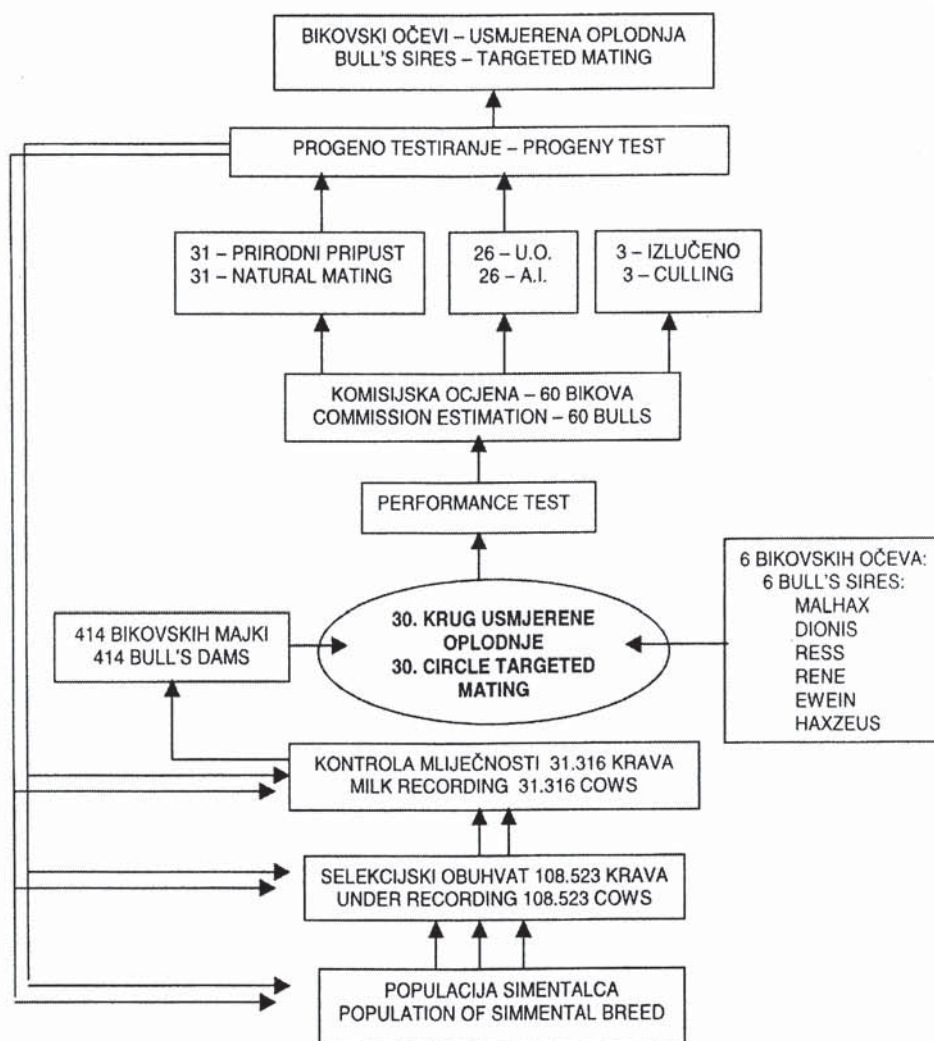 BIKOVSKI OČEVI – USMJERENA OPLODNJA
BULL'S SIRES – TARGETED MATING
PROGENO TESTIRANJE – PROGENY TEST
31 – PRIRODNI PRIPUST
31 – NATURAL MATING
26 – U.O.
26 – A.I.
3 – IZLUČENO
3 – CULLING
KOMISIJSKA OCJENA – 60 BIKOVA
COMMISSION ESTIMATION – 60 BULLS
PERFORMANCE TEST
414 BIKOVSKIH MAJKI
414 BULL'S DAMS
30. KRUG USMJERENE
OPLODNJE
30. CIRCLE TARGETED
MATING
6 BIKOVSKIH OČEVA:
6 BULL'S SIRES:
MALHAX
DIONIS
RESS
RENE
EWEIN
HAXZEUS
KONTROLA MLIJEČNOSTI 31.316 KRAVA
MILK RECORDING 31.316 COWS
SELEKCIJSKI OBUHVAT 108.523 KRAVA
UNDER RECORDING 108.523 COWS
POPULACIJA SIMENTALCA
POPULATION OF SIMMENTAL BREED